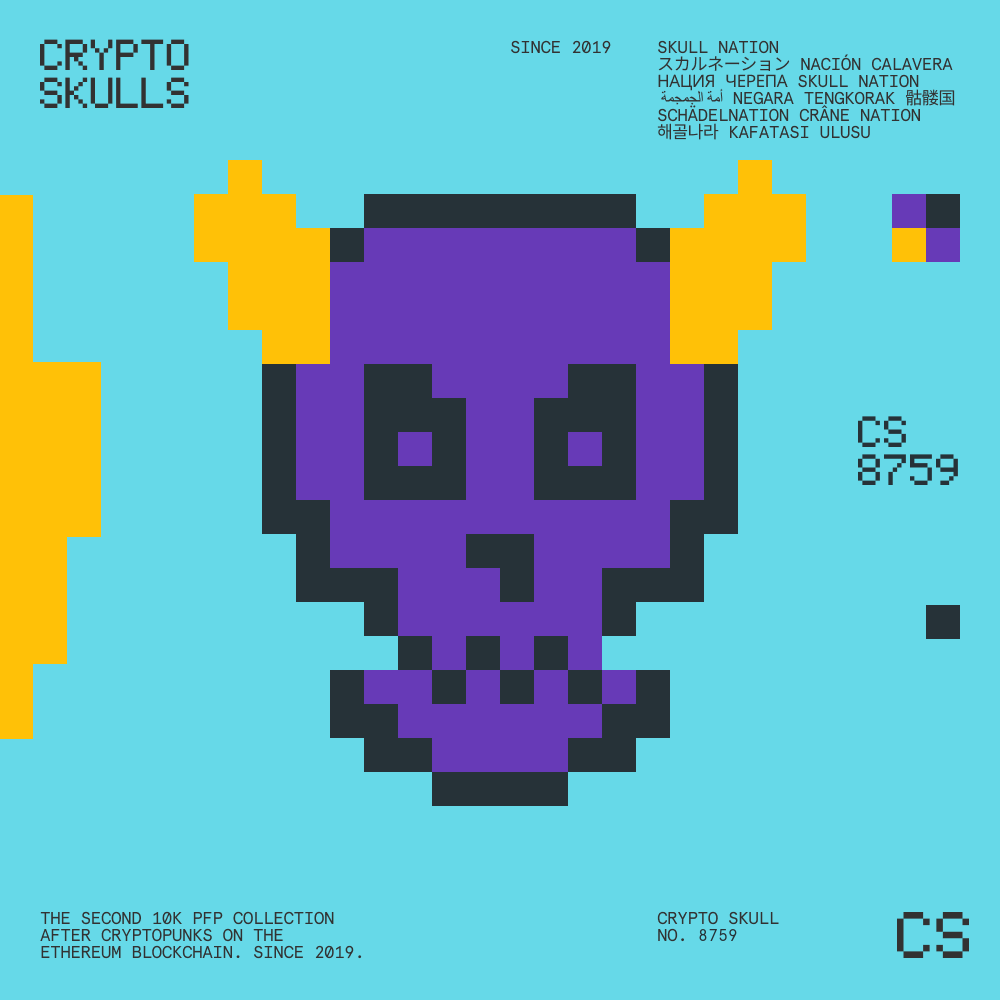 CRYPTO
SKULLS
SINCE 2019
SKULL NATION
スカルネーション NACIÓN CALAVERA
НАЦИЯ ЧЕРЕПА SKULL NATION
أمة الجمجمة NEGARA TENGKORAK 骷髅国
SCHÄDELNATION CRÂNE NATION
해골나라 KAFATASI ULUSU
CS
8759
THE SECOND 10K PFP COLLECTION
AFTER CRYPTOPUNKS ON THE
ETHEREUM BLOCKCHAIN. SINCE 2019.
CRYPTO SKULL
NO. 8759
CS